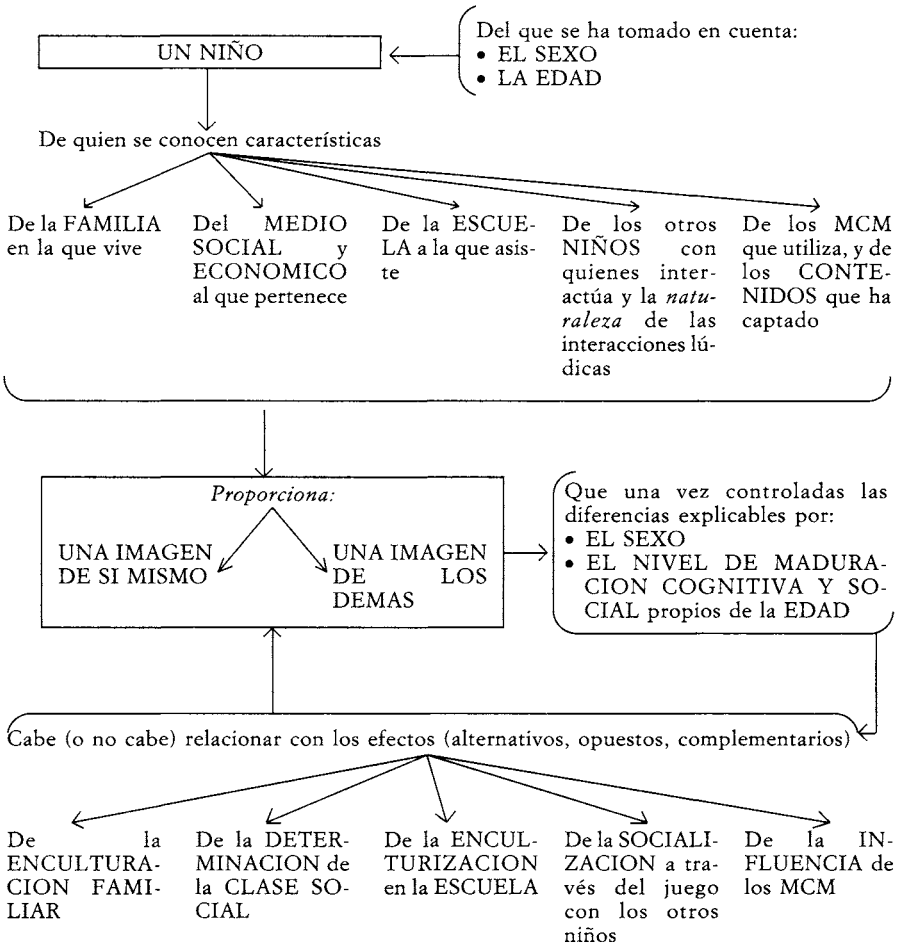 Del que se ha tomado en cuenta:
• EL SEXO
• LA EDAD
UN NIÑO
De quien se conocen características
De la FAMILIA
en la que vive
Del MEDIO
SOCIAL y
ECONOMICO
al que pertenece
De la ESCUE-
LA a la que asis-
te
De los otros
NIÑOS con
quienes inter-
actúa y la natu-
raleza de las
interacciones lú-
dicas
De los MCM
que utiliza, y de
los CONTE-
NIDOS que ha
captado
Proporciona:
UNA IMAGEN
DE SI MISMO
UNA IMAGEN
DE LOS
DEMAS
Que una vez controladas las
diferencias explicables por:
• EL SEXO
• EL NIVEL DE MADURA-
CION COGNITIVA Y SO-
CIAL propios de la EDAD
Cabe (o no cabe) relacionar con los efectos (alternativos, opuestos, complementarios)
De la
ENCULTURA-
CION FAMI-
LIAR
De la DETER-
MINACION de
la CLASE SO-
CIAL
De la ENCUL-
TURIZACION
en la ESCUELA
De la SOCIALI-
ZACION a tra-
vés del juego
con los otros
niños
De la IN-
FLUENCIA de
los MCM